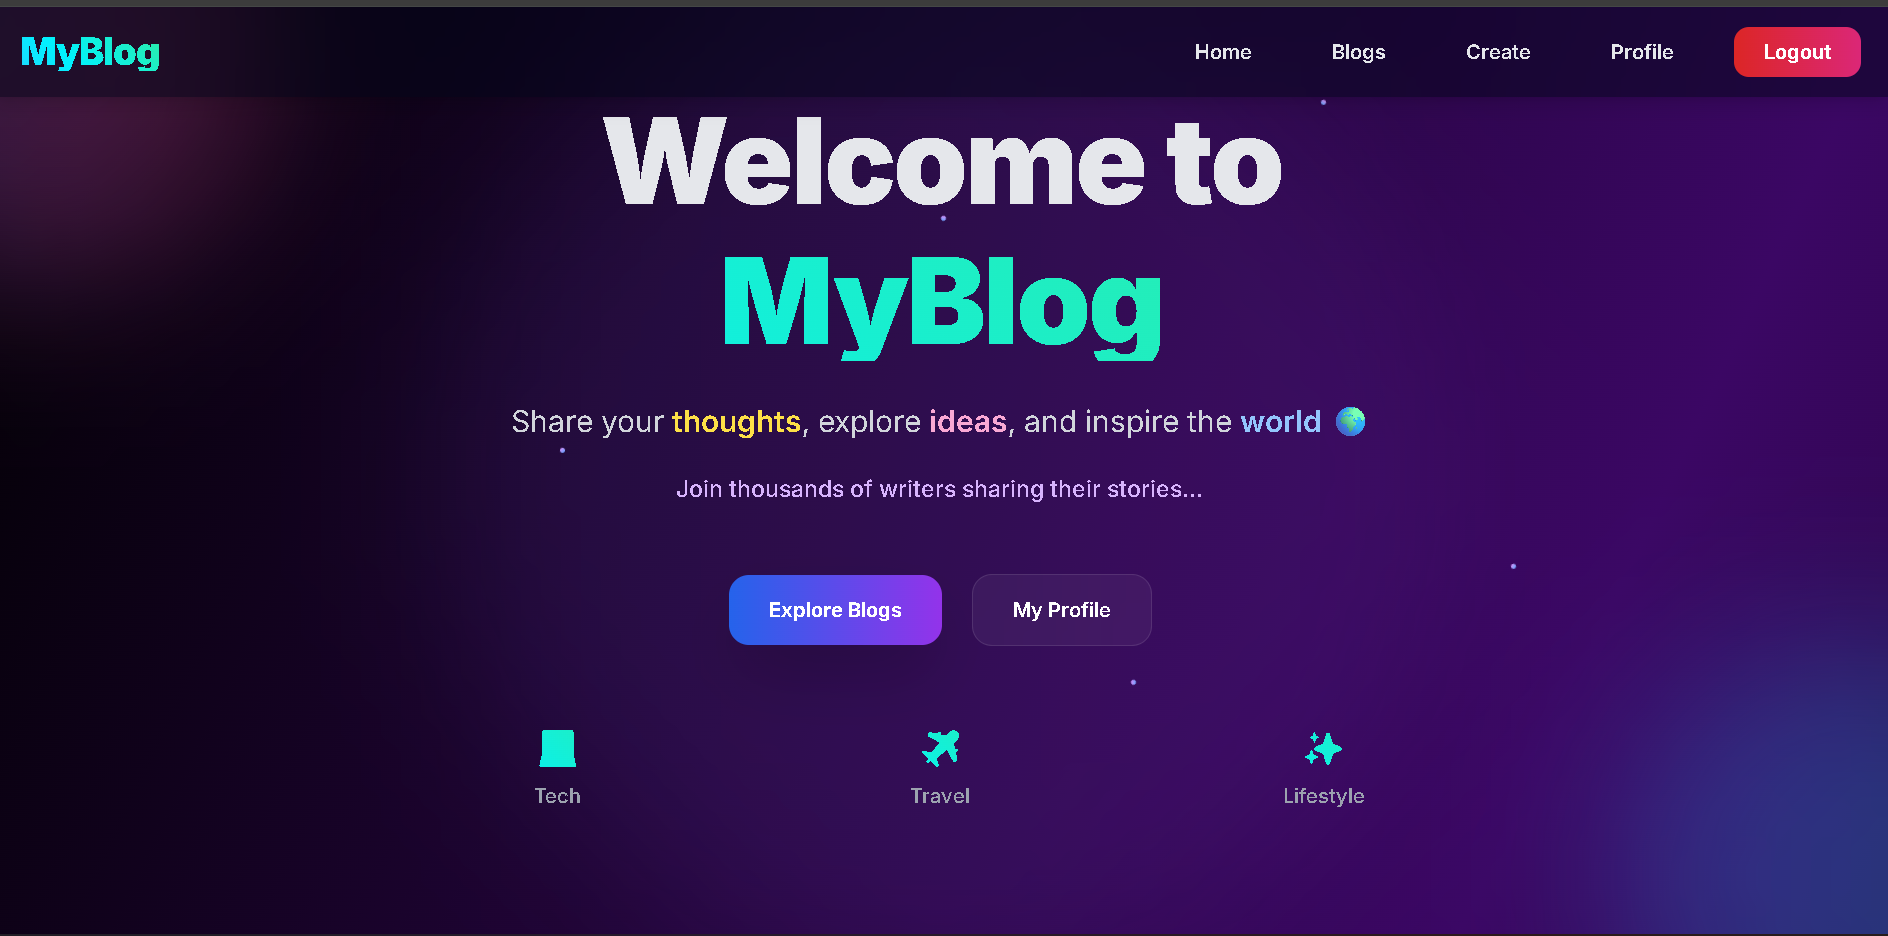 MyBlog
Home Blogs Create Profile Logout
Welcome to
MyBlog
Share your thoughts, explore ideas, and inspire the world 🌍
Join thousands of writers sharing their stories...
Explore Blogs My Profile
Tech Travel Lifestyle